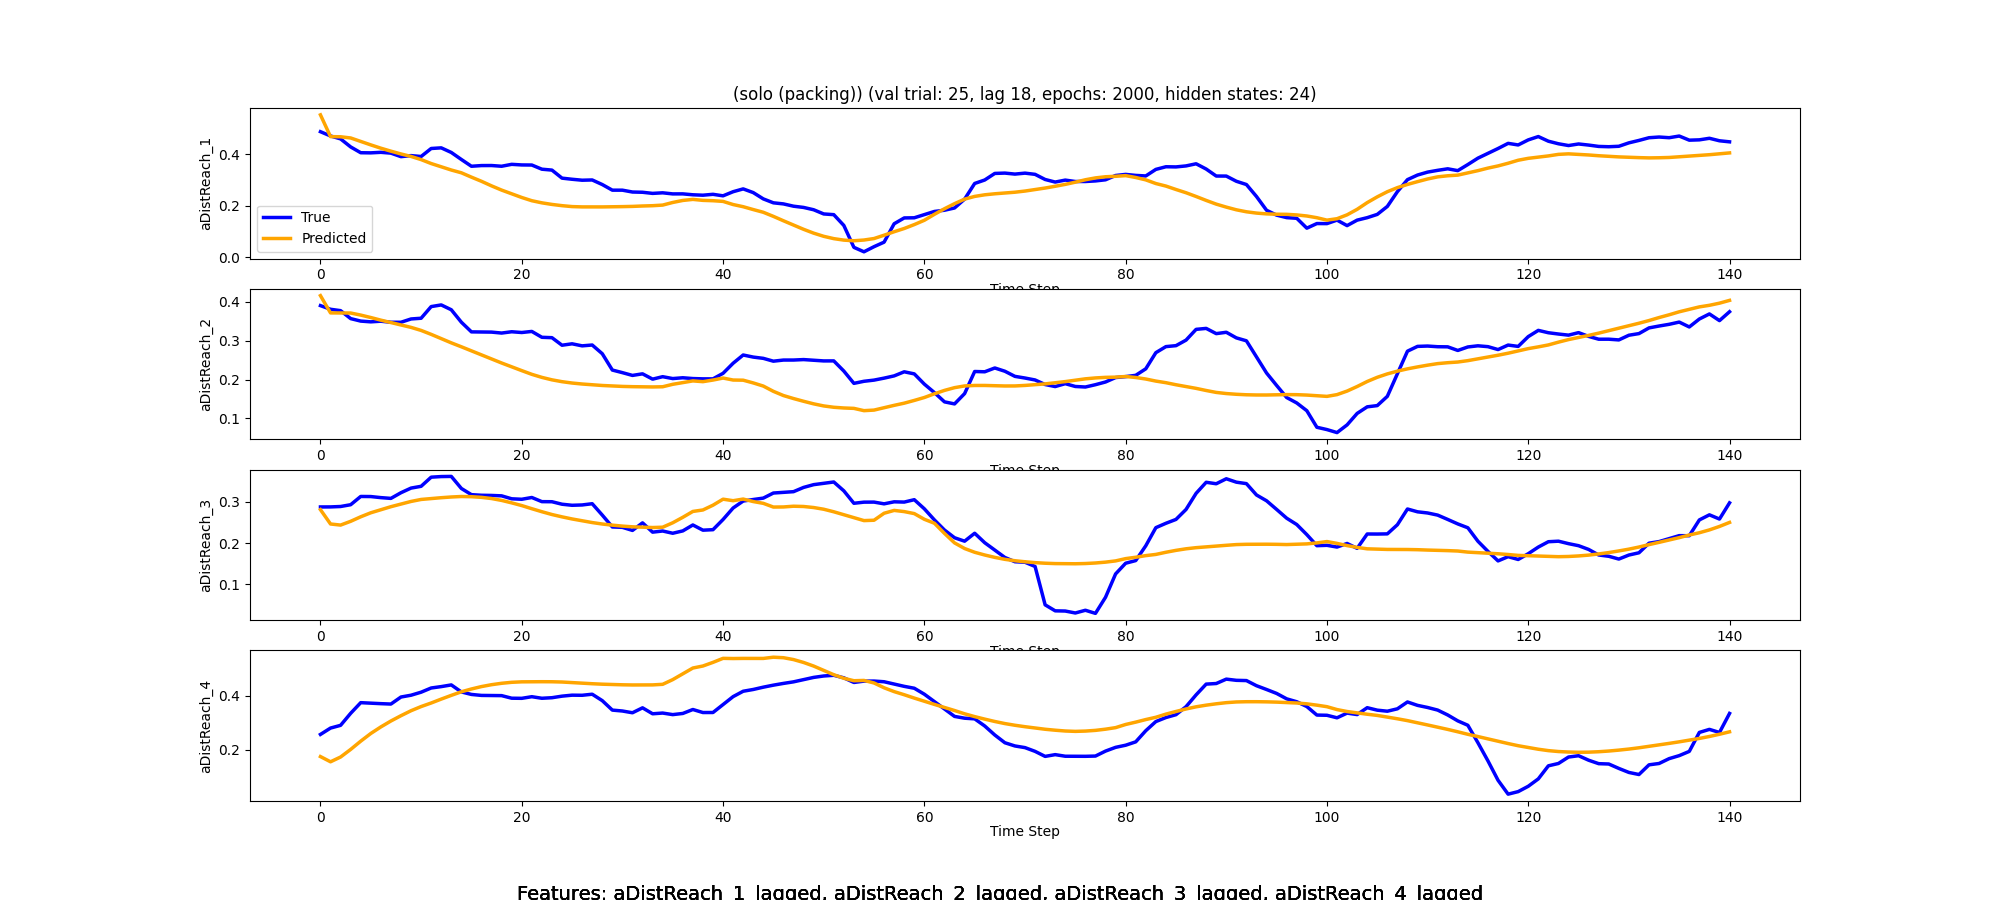 (solo (packing)) (val trial: 25, lag 18, epochs: 2000, hidden states: 24)
aDistReach_1
0.4
0.2
0.0
True
Predicted
0 20 40 60 80 100 120 140
Time Step
aDistReach_2
0.4
0.3
0.2
0.1
0 20 40 60 80 100 120 140
Time Step
aDistReach_3
0.3
0.2
0.1
0 20 40 60 80 100 120 140
Time Step
aDistReach_4
0.4
0.2
0 20 40 60 80 100 120 140
Time Step
Features: aDistReach_1_lagged, aDistReach_2_lagged, aDistReach_3_lagged, aDistReach_4_lagged